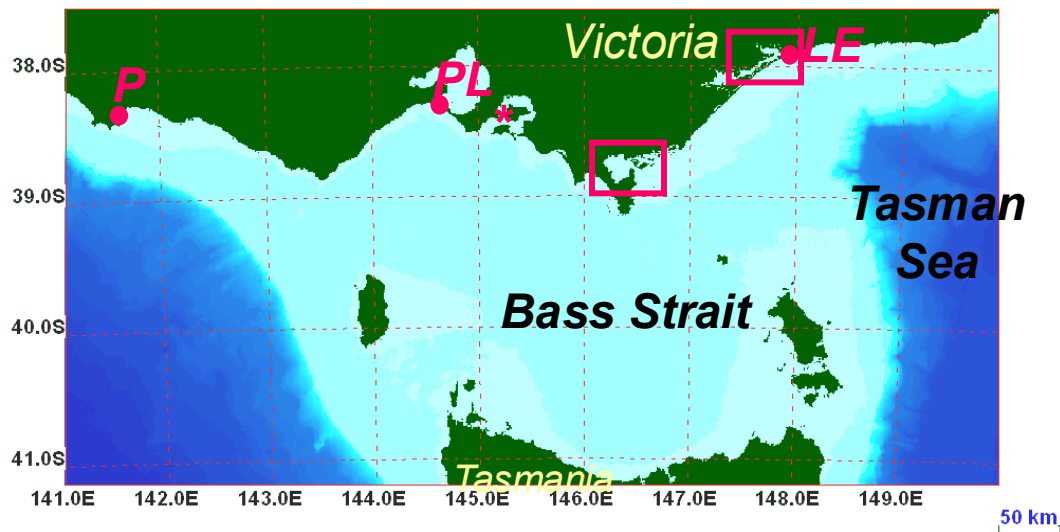 Victoria
LE
38.0S
P
PL
*
39.0S
Tasman
Sea
Bass Strait
40.0S
41.0S
Tasmania
141.0E 142.0E 143.0E 144.0E 145.0E 146.0E 147.0E 148.0E 149.0E
50 km